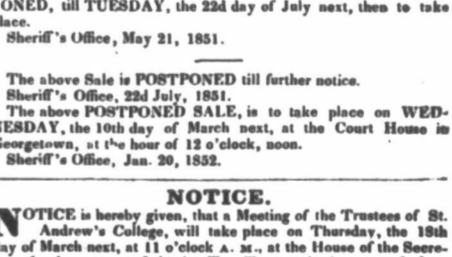 PONED, till TUESDAY, the 22d day of July next, then to take
place.
Sheriff's Office, May 21, 1851.
The above Sale is POSTPONED till further notice.
Sheriff's Office, 22d July, 1851.
The above POSTPONED SALE, is to take place on WED-
NESDAY, the 10th day of March next, at the Court House in
Georgetown, at the hour of 12 o'clock, noon.
Sheriff's Office, Jan. 20, 1852.
NOTICE.
NOTICE is hereby given, that a Meeting of the Trustees of St.
Andrew's College, will take place on Thursday, the 18th
day of March next, at 11 o'clock A. M., at the House of the Secre-